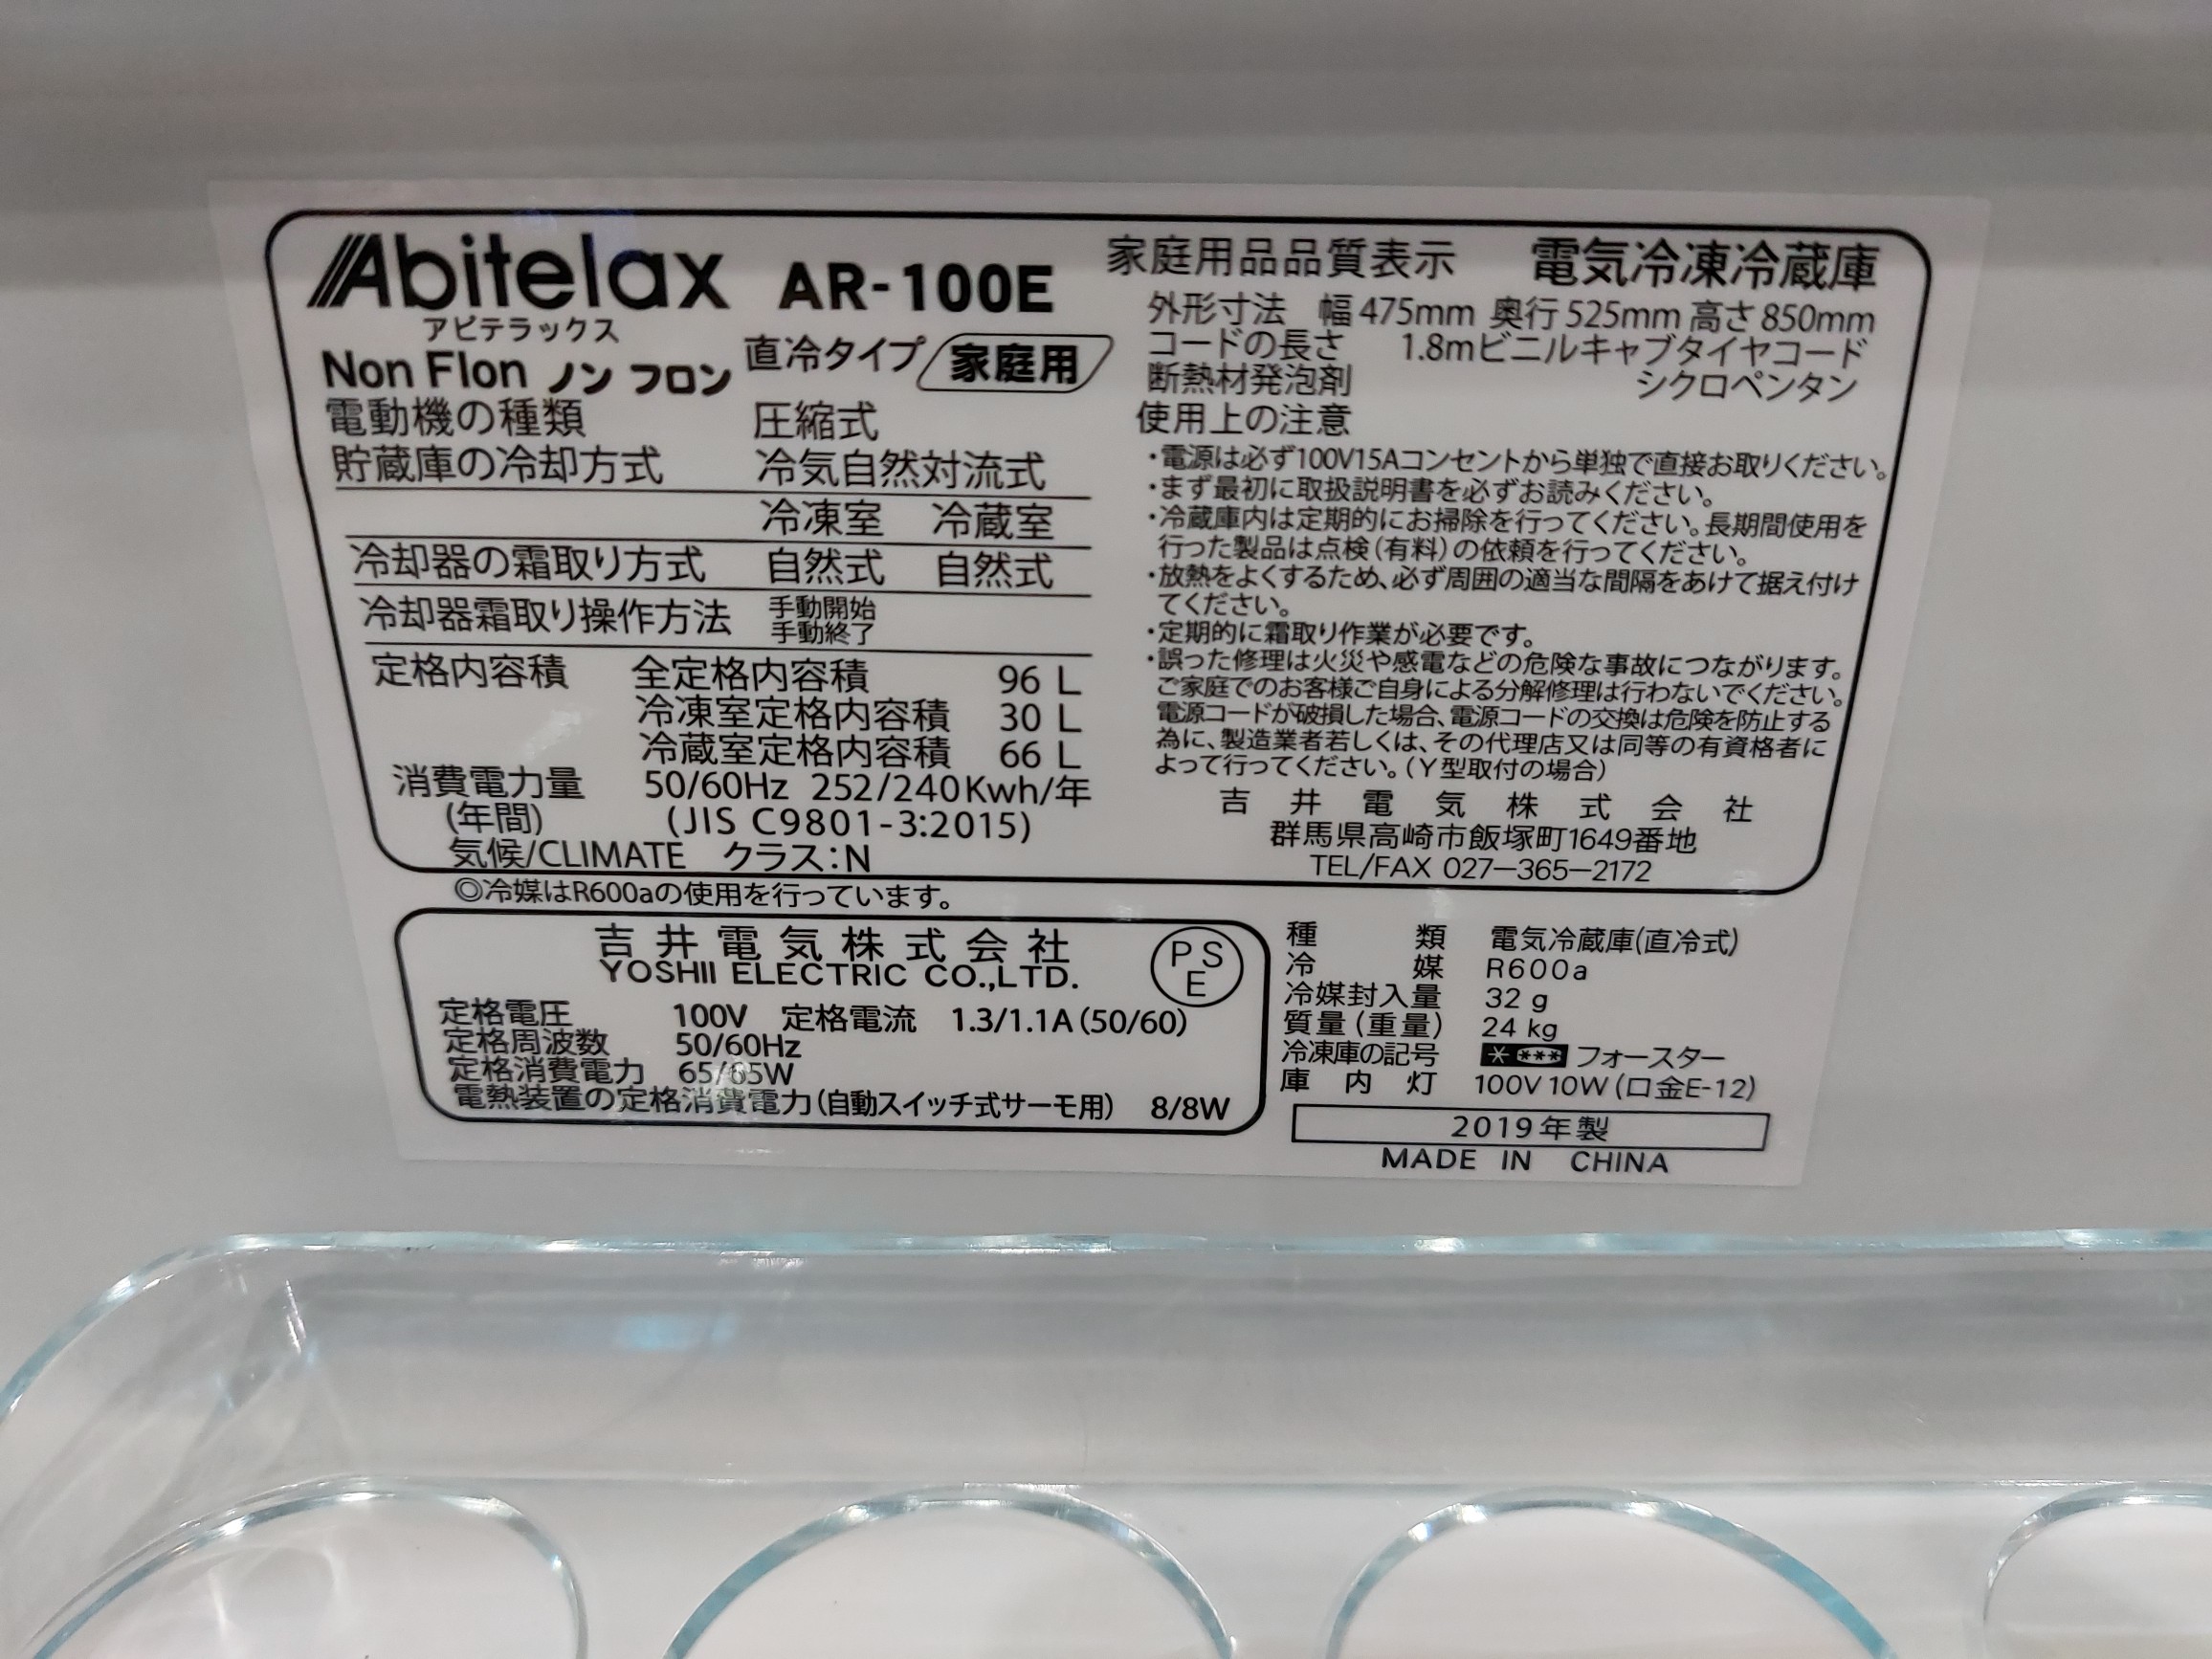 Abitelax AR-100E
アビテラックス
Non Flon ノン フロン 直冷タイプ 家庭用
電動機の種類 圧縮式
貯蔵庫の冷却方式 冷気自然対流式
冷凍室 冷蔵室
冷却器の霜取り方式 自然式 自然式
冷却器霜取り操作方法 手動開始
手動終了
定格内容積 全定格内容積 96 L
冷凍室定格内容積 30 L
冷蔵室定格内容積 66 L
消費電力量 50/60Hz 252/240Kwh/年
(年間) (JIS C9801-3:2015)
気候/CLIMATE クラス:N
家庭用品品質表示 電気冷凍冷蔵庫
外形寸法 幅475mm 奥行525mm 高さ850mm
コードの長さ 1.8mビニルキャブタイヤコード
断熱材発泡剤 シクロペンタン
使用上の注意
・電源は必ず100V15Aコンセントから単独で直接お取りください。
・まず最初に取扱説明書を必ずお読みください。
・冷蔵庫内は定期的にお掃除を行ってください。長期間使用を
行った製品は点検(有料)の依頼を行ってください。
・放熱をよくするため、必ず周囲の適当な間隔をあけて据え付け
てください。
・定期的に霜取り作業が必要です。
・誤った修理は火災や感電などの危険な事故につながります。
ご家庭でのお客様ご自身による分解修理は行わないでください。
電源コードが破損した場合、電源コードの交換は危険を防止する
為に、製造業者若しくは、その代理店又は同等の有資格者に
よって行ってください。(Y型取付の場合)
吉井電気株式会社
群馬県高崎市飯塚町1649番地
TEL/FAX 027-365-2172
◎冷媒はR600aの使用を行っています。
吉井電気株式会社
YOSHII ELECTRIC CO.,LTD.
PSE
定格電圧 100V 定格電流 1.3/1.1A(50/60)
定格周波数 50/60Hz
定格消費電力 65/65W
電熱装置の定格消費電力(自動スイッチ式サーモ用) 8/8W
種類 電気冷蔵庫(直冷式)
冷媒 R600a
冷媒封入量 32 g
質量(重量) 24 kg
冷凍庫の記号 * *** フォースター
庫内灯 100V 10W(口金E-12)
2019年製
MADE IN CHINA